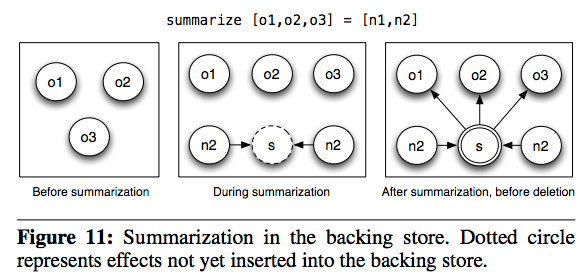 summarize [o1,o2,o3] = [n1,n2]
o1 o2 o3
o1 o2 o3 n2 s n2
o1 o2 o3 n2 s n2
Before summarization During summarization After summarization, before deletion
Figure 11: Summarization in the backing store. Dotted circle
represents effects not yet inserted into the backing store.